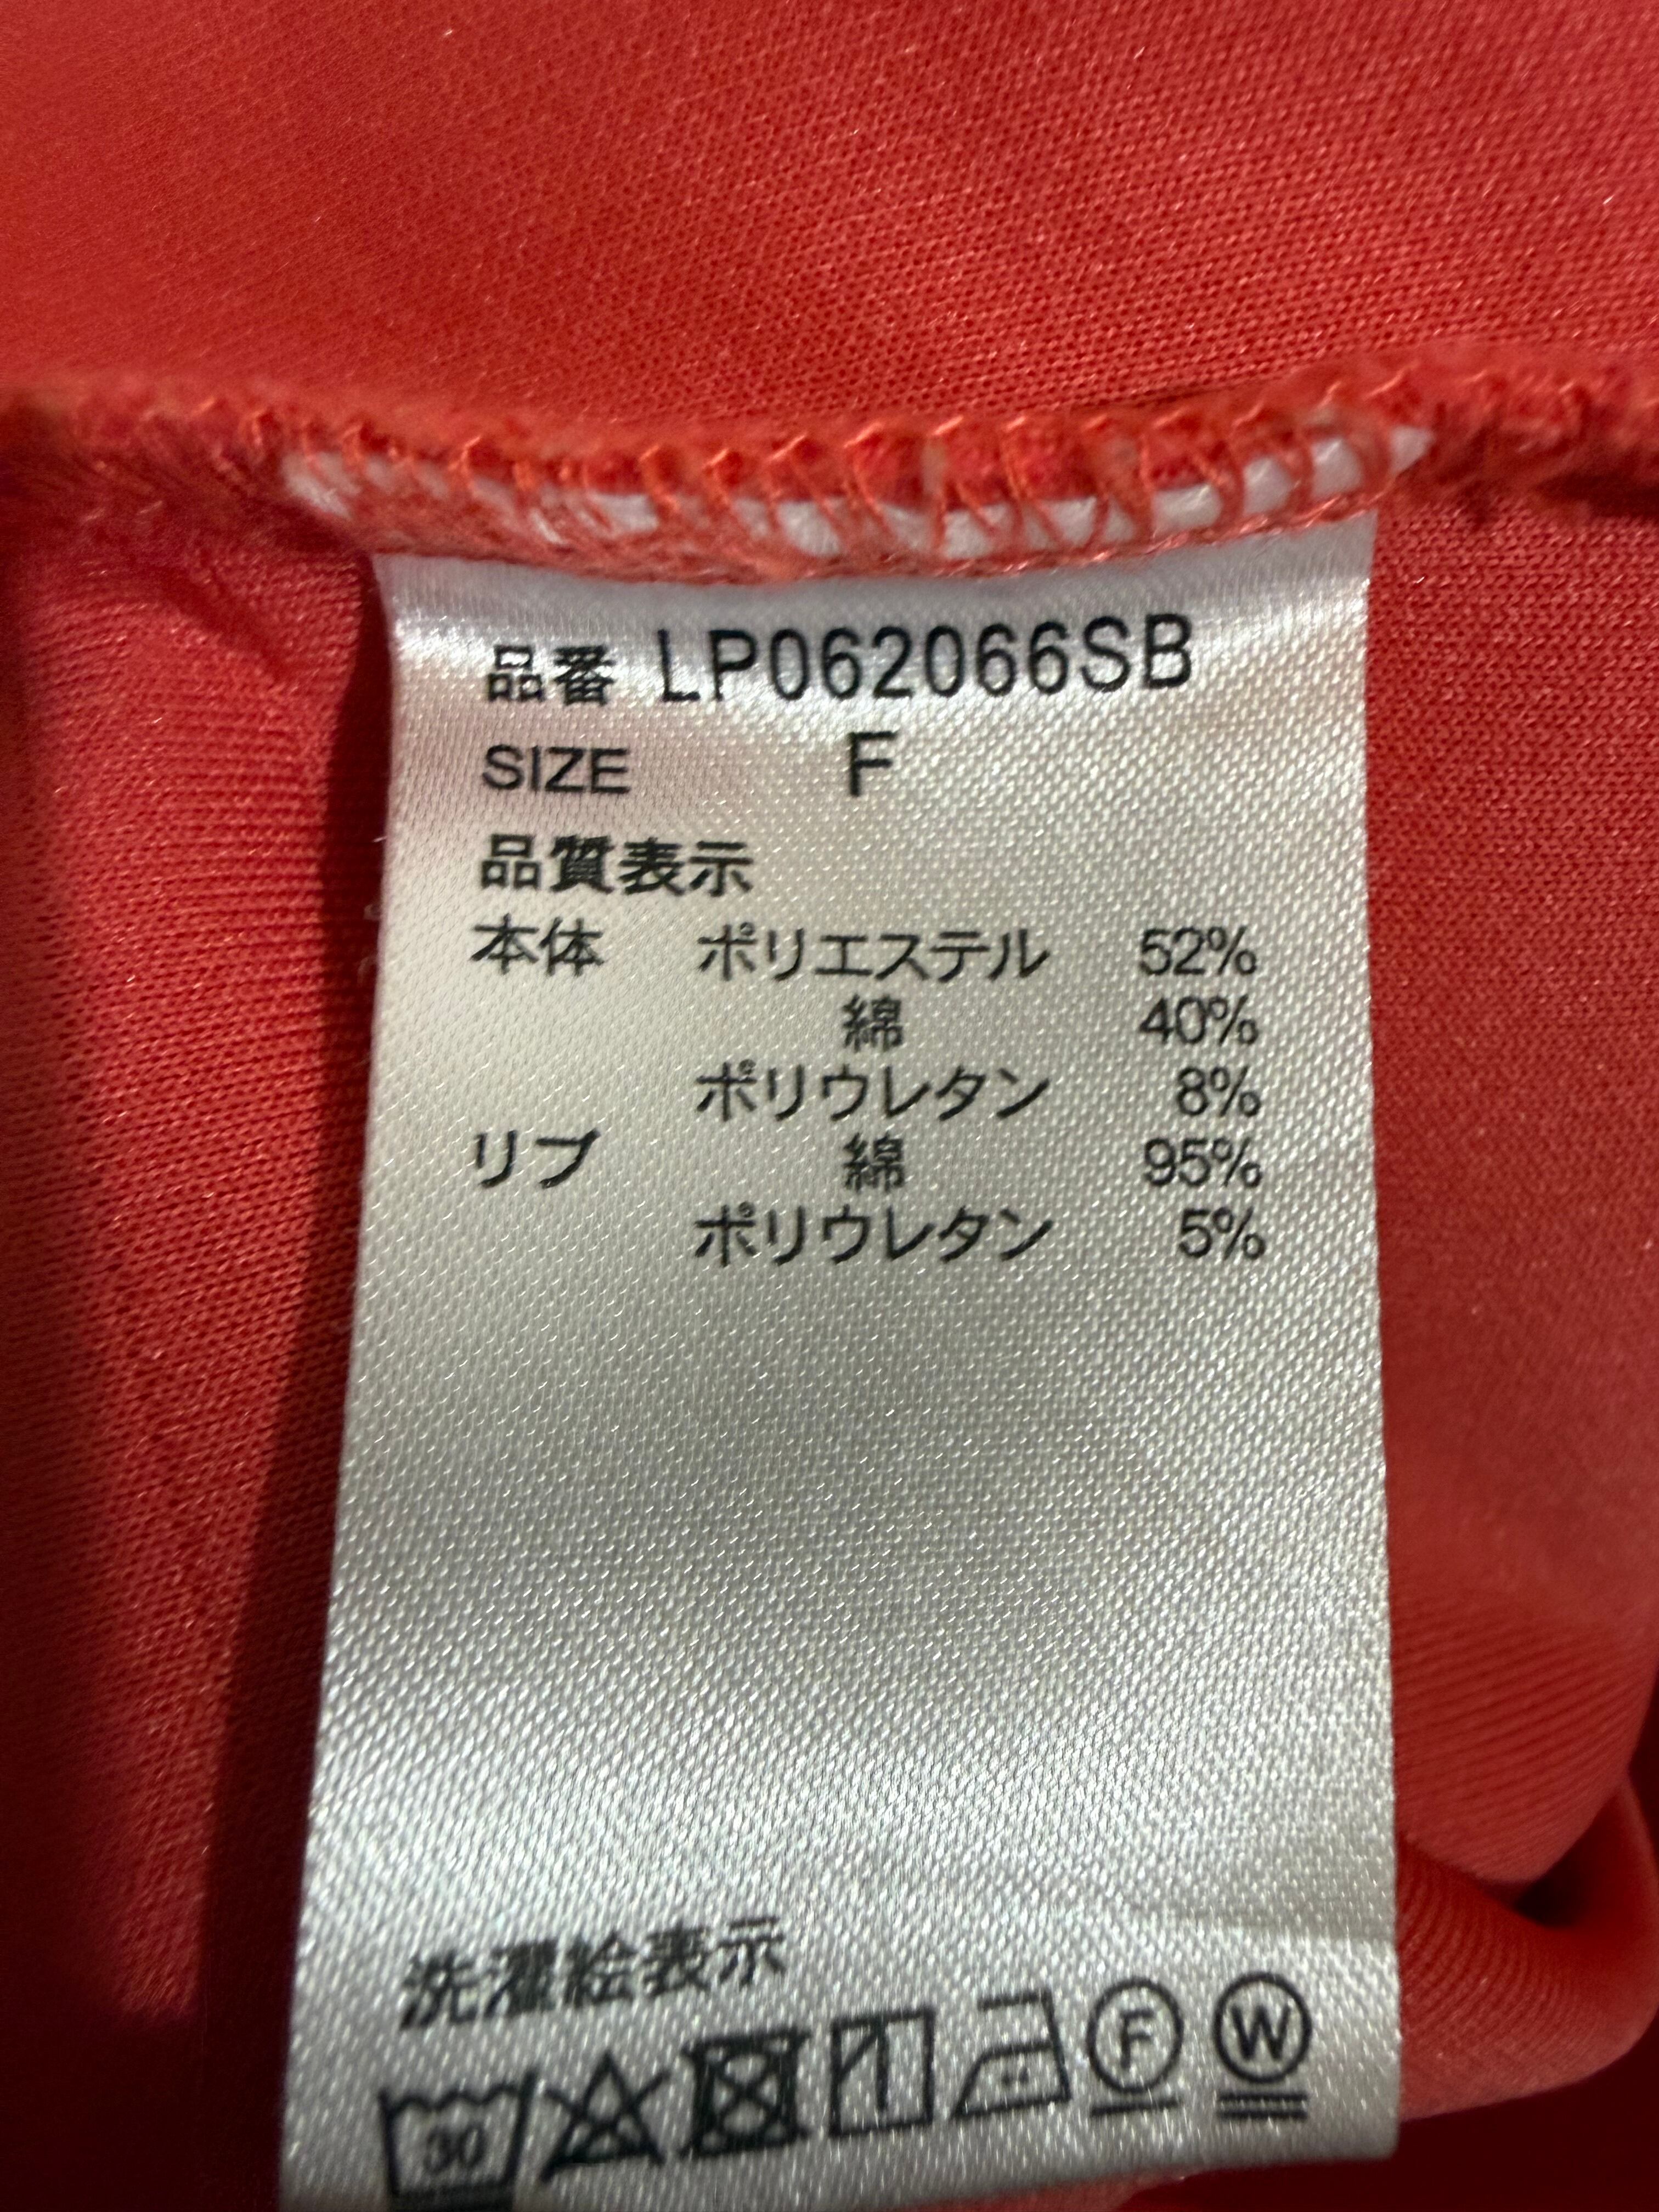 品番 LP062066SB
SIZE F
品質表示
本体 ポリエステル 52%
綿 40%
ポリウレタン 8%
リブ 綿 95%
ポリウレタン 5%
洗濯絵表示
30 F W